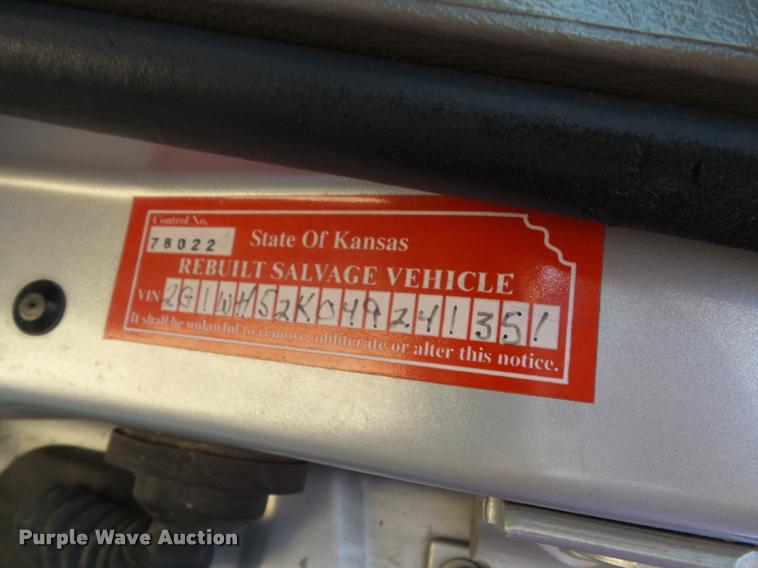 Control No.
78022
State Of Kansas
REBUILT SALVAGE VEHICLE
VIN 2G1WH52K049241351
It shall be unlawful to remove, obliterate or alter this notice.
Purple Wave Auction